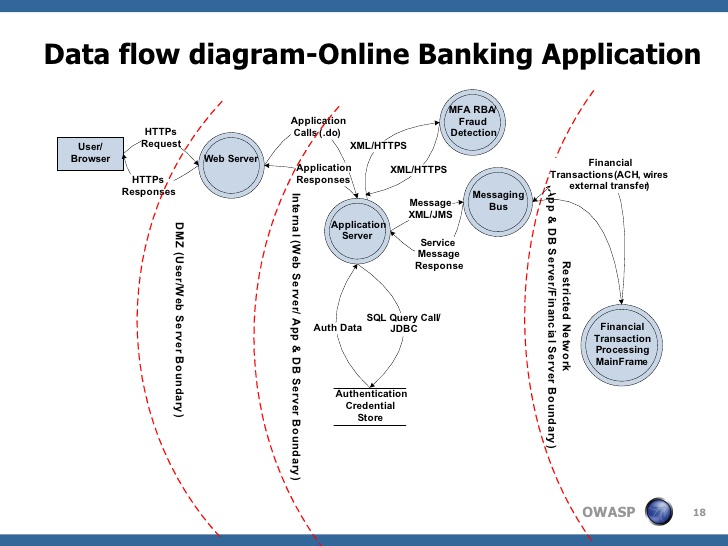 Data flow diagram-Online Banking Application
User/
Browser
HTTPs
Request
HTTPs
Responses
Web Server
Application
Calls (.do)
Application
Responses
XML/HTTPS
XML/HTTPS
MFA RBA/
Fraud
Detection
Application
Server
Message
XML/JMS
Service
Message
Response
Messaging
Bus
Financial
Transactions(ACH, wires
external transfer)
Financial
Transaction
Processing
MainFrame
Auth Data
SQL Query Call/
JDBC
Authentication
Credential
Store
DMZ (User/Web Server Boundary)
Internal (Web Server/ App & DB Server Boundary)
Restricted Network
(App & DB Server/Financial Server Boundary)
OWASP
18